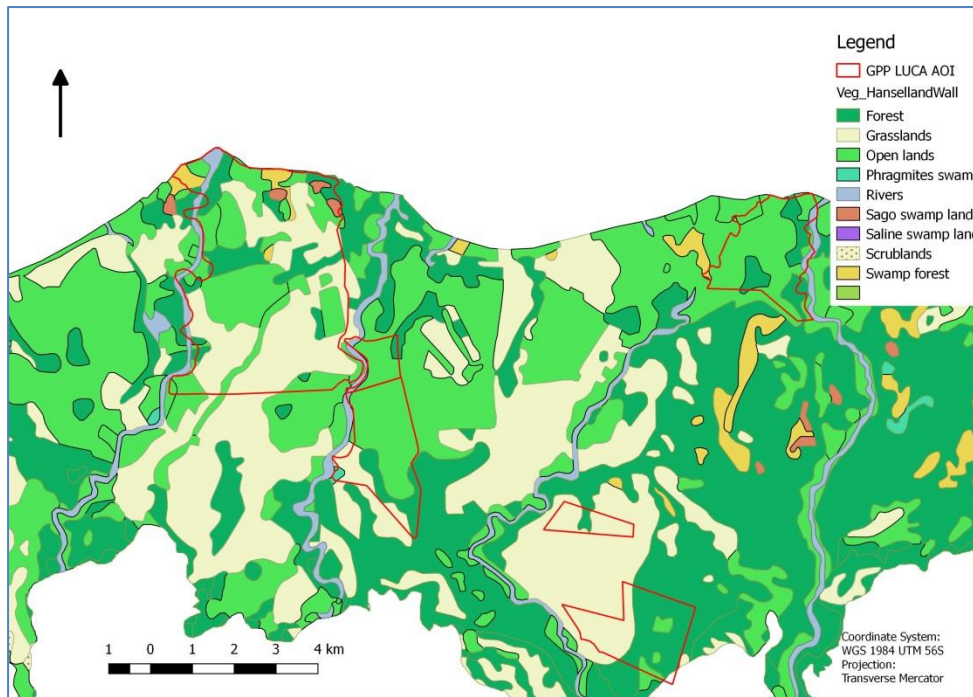 Legend
GPP LUCA AOI
Veg_HansellandWall
Forest
Grasslands
Open lands
Phragmites swam
Rivers
Sago swamp land
Saline swamp land
Scrublands
Swamp forest
1 0 1 2 3 4 km
Coordinate System:
WGS 1984 UTM 56S
Projection:
Transverse Mercator